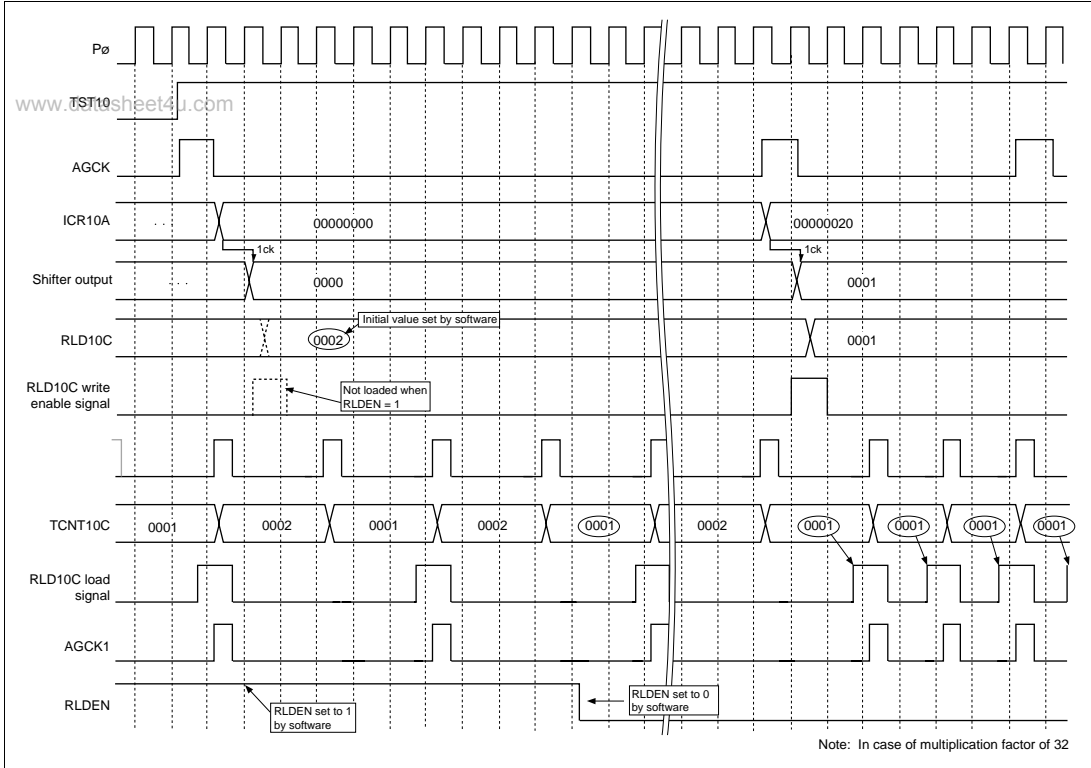 Pø
www.datasheet4u.com
TST10
AGCK
ICR10A
. .
00000000
00000020
1ck
1ck
Shifter output
. . .
0000
0001
Initial value set by software
RLD10C
0002
0001
RLD10C write
enable signal
Not loaded when
RLDEN = 1
TCNT10C
0001
0002
0001
0002
0001
0002
0001
0001
0001
0001
RLD10C load
signal
AGCK1
RLDEN
RLDEN set to 1
by software
RLDEN set to 0
by software
Note: In case of multiplication factor of 32